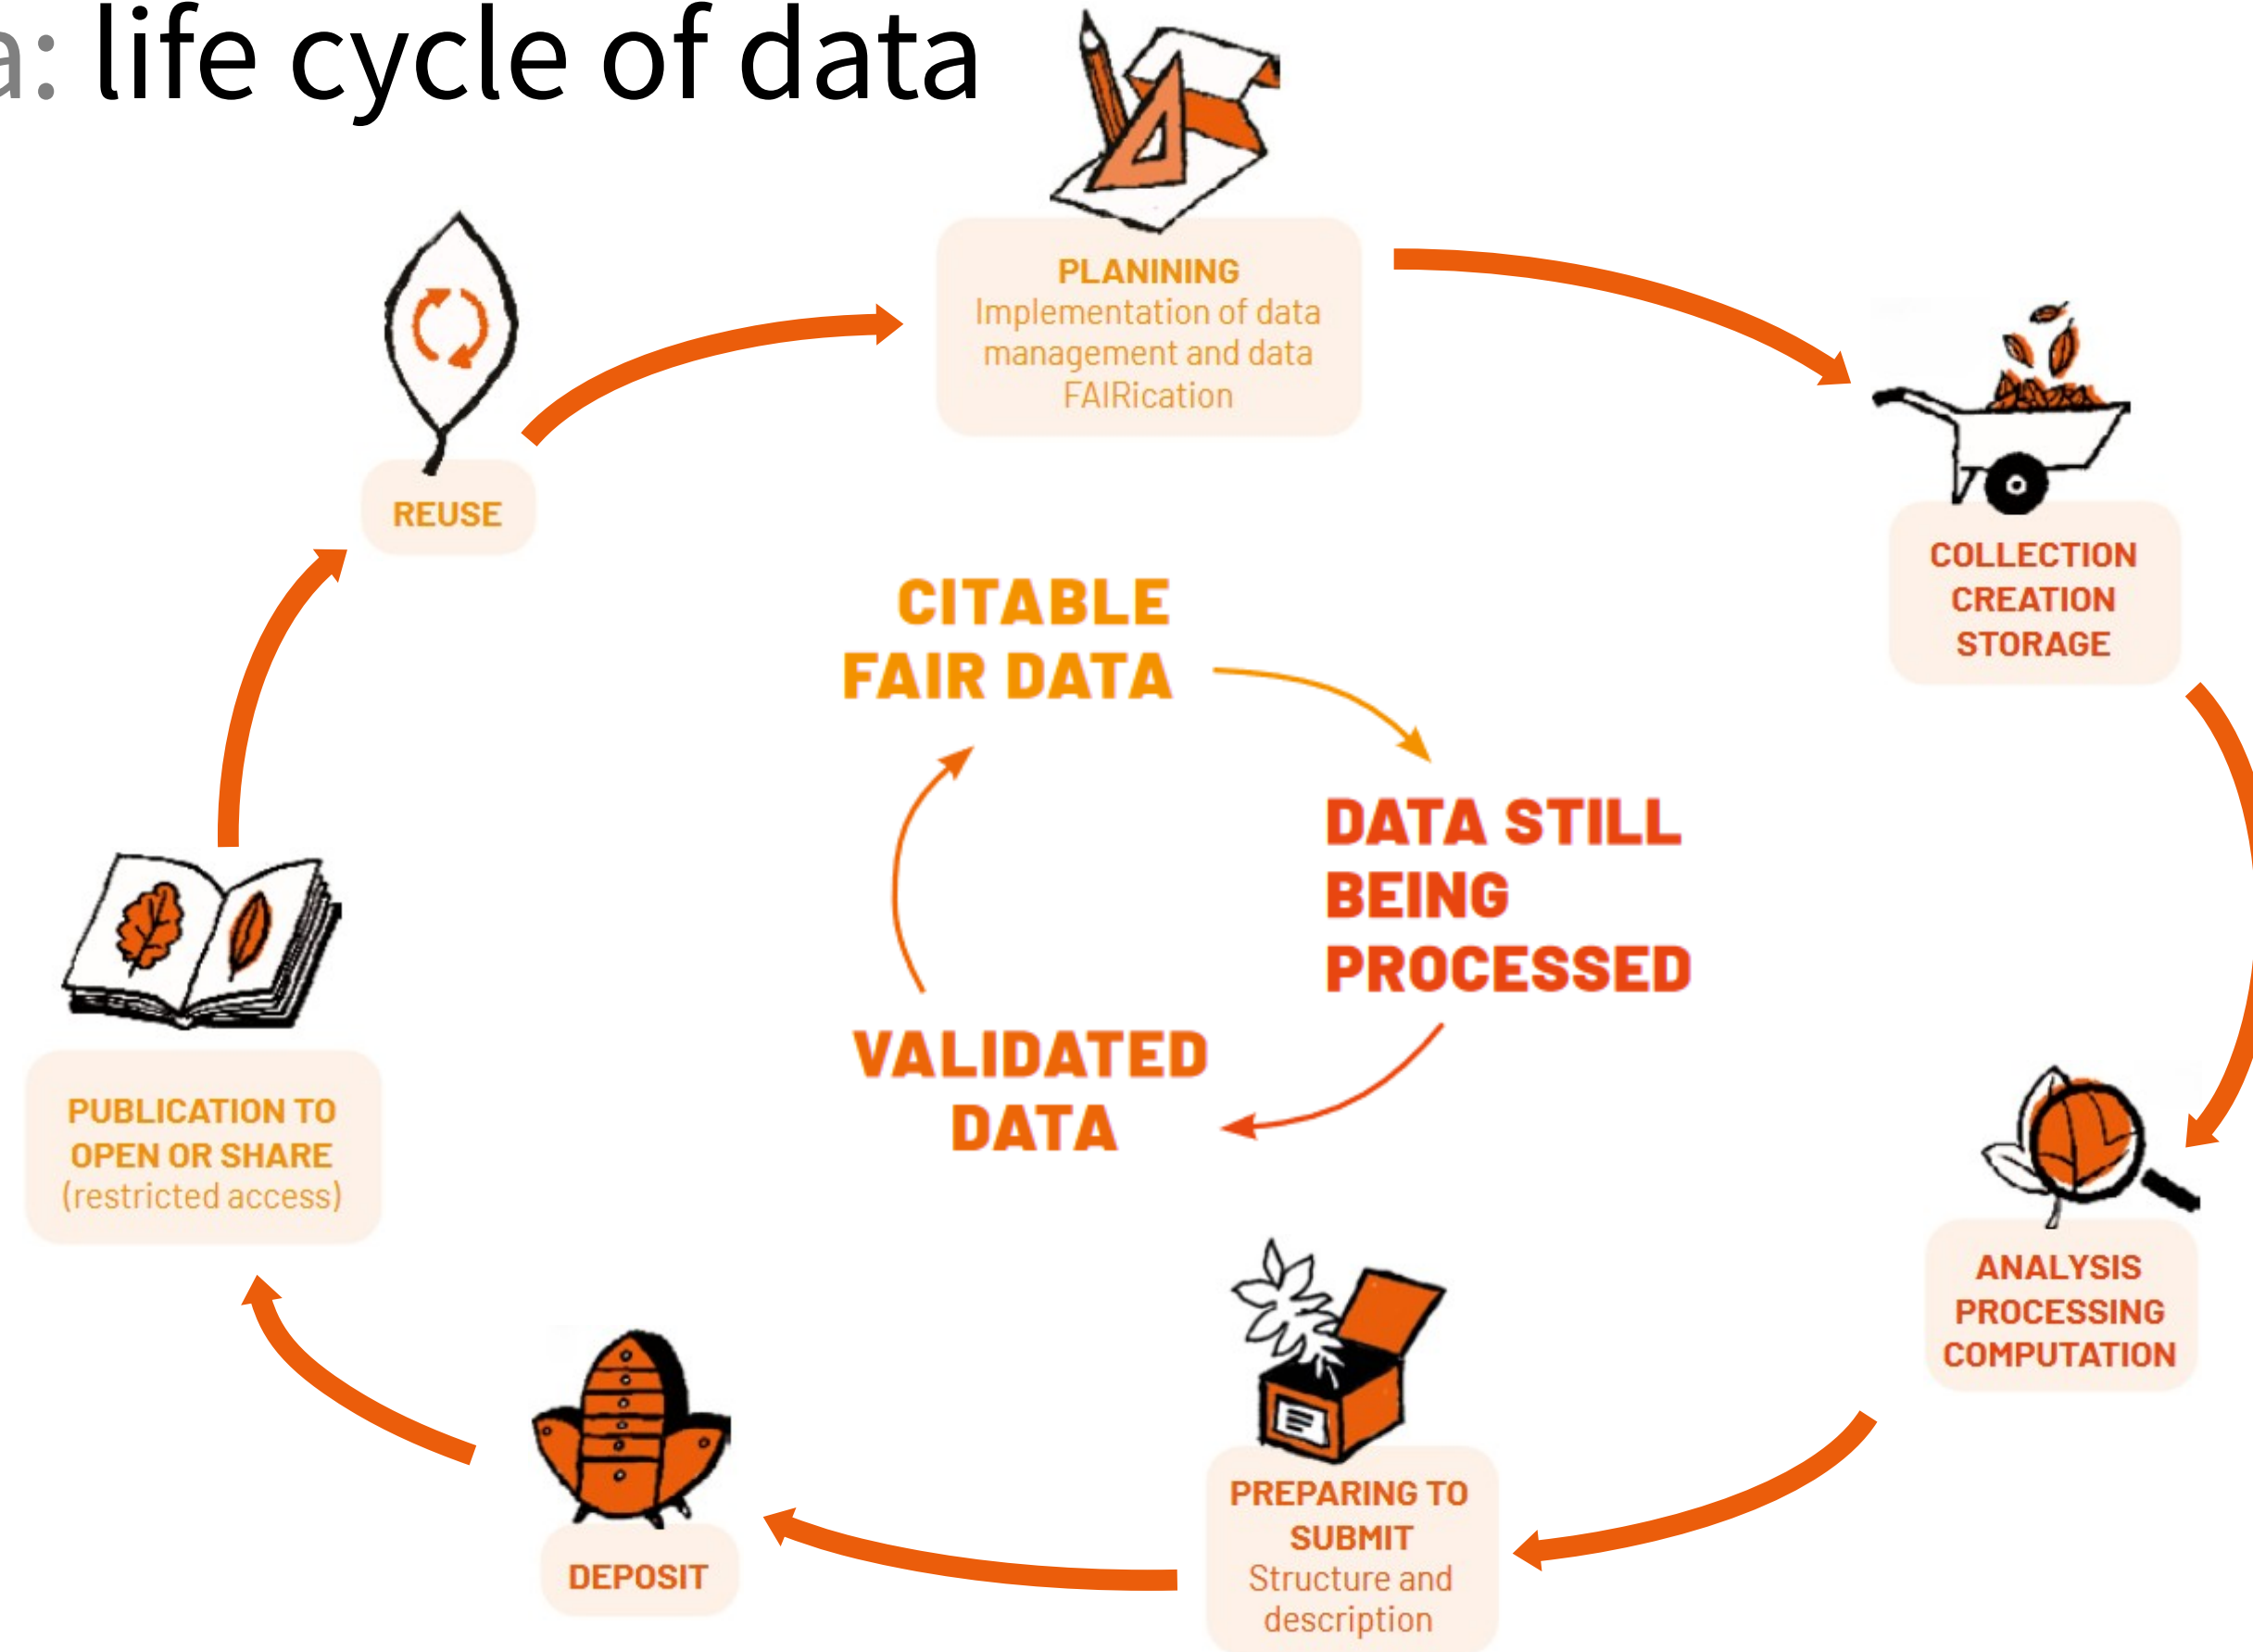 a: life cycle of data
PLANINING
Implementation of data
management and data
FAIRication
REUSE
COLLECTION
CREATION
STORAGE
CITABLE
FAIR DATA
DATA STILL
BEING
PROCESSED
VALIDATED
DATA
PUBLICATION TO
OPEN OR SHARE
(restricted access)
ANALYSIS
PROCESSING
COMPUTATION
PREPARING TO
SUBMIT
Structure and
description
DEPOSIT